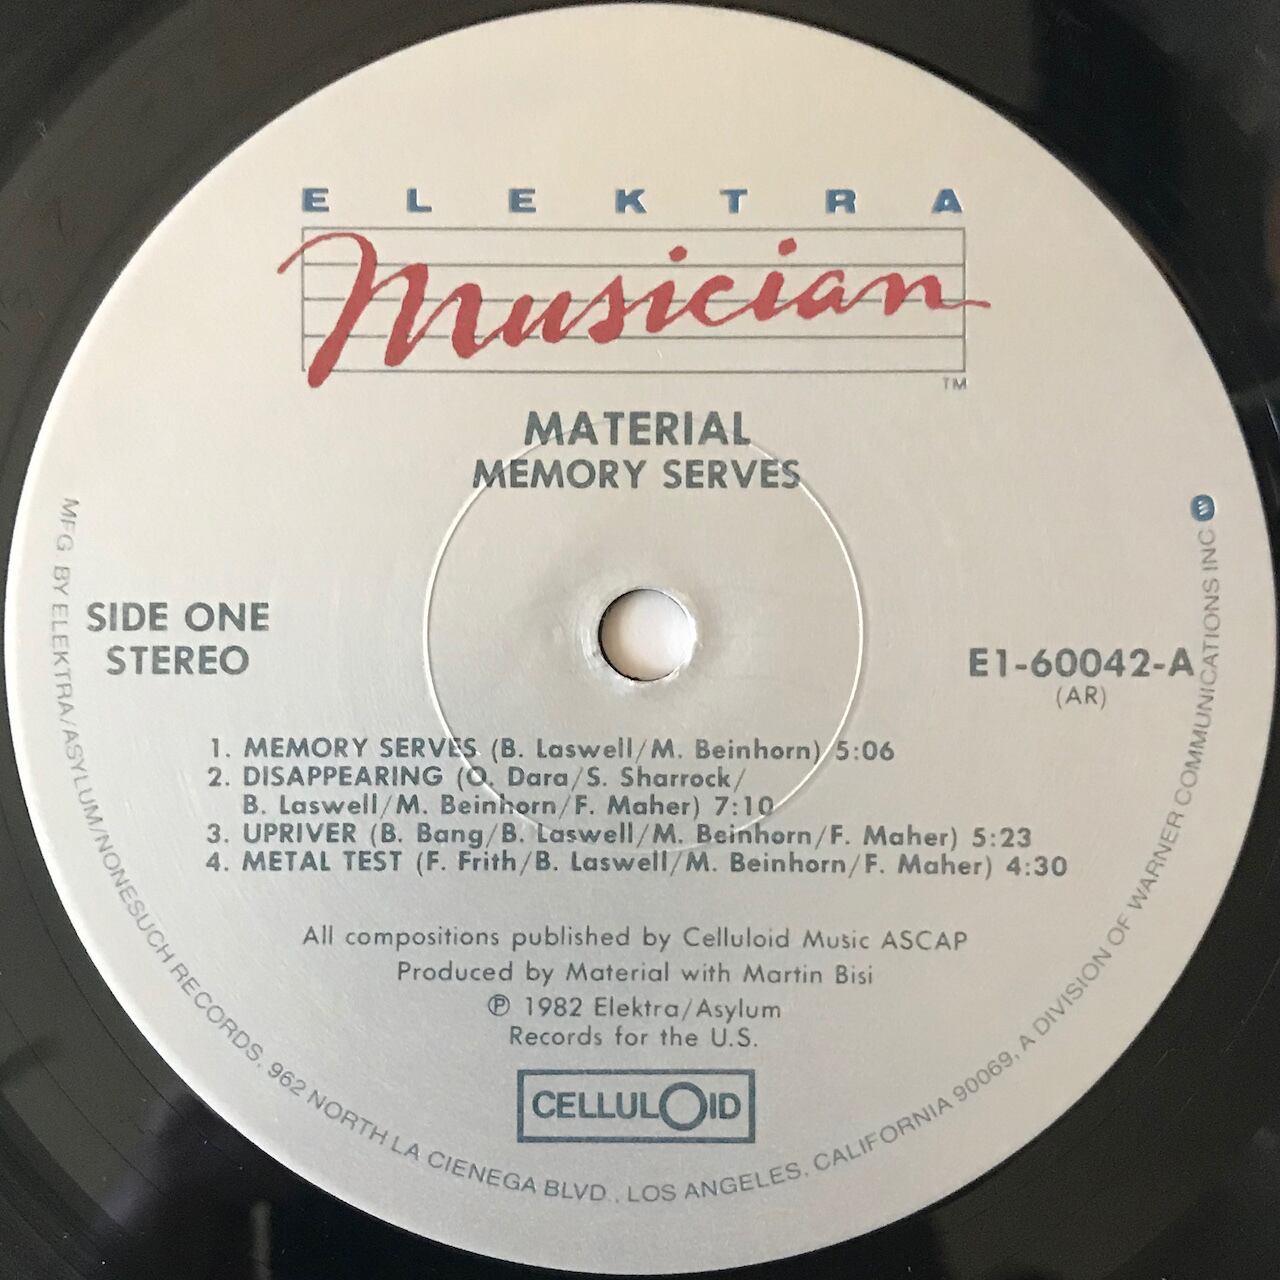 ELEKTRA
Musician
TM
MATERIAL
MEMORY SERVES
SIDE ONE
STEREO
E1-60042-A
(AR)
1. MEMORY SERVES (B. Laswell/M. Beinhorn) 5:06
2. DISAPPEARING (O. Dara/S. Sharrock/
B. Laswell/M. Beinhorn/F. Maher) 7:10
3. UPRIVER (B. Bang/B. Laswell/M. Beinhorn/F. Maher) 5:23
4. METAL TEST (F. Frith/B. Laswell/M. Beinhorn/F. Maher) 4:30
All compositions published by Celluloid Music ASCAP
Produced by Material with Martin Bisi
℗ 1982 Elektra/Asylum
Records for the U.S.
CELLULOID
MFG. BY ELEKTRA/ASYLUM/NONESUCH RECORDS, 962 NORTH LA CIENEGA BLVD., LOS ANGELES, CALIFORNIA 90069, A DIVISION OF WARNER COMMUNICATIONS INC